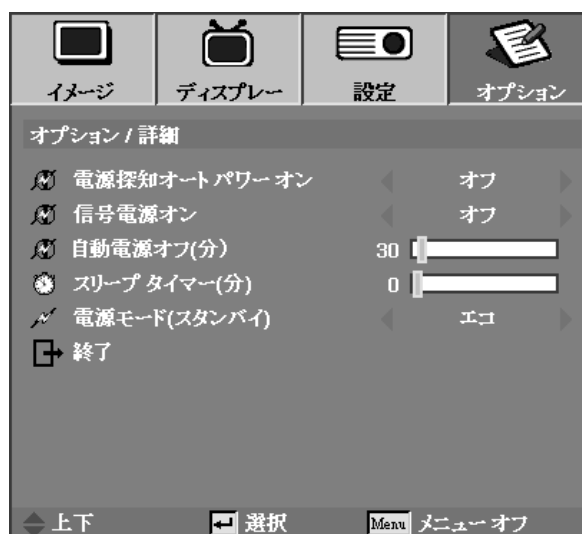 イメージ ディスプレー 設定 オプション
オプション / 詳細
電源探知オートパワー オン オフ
信号電源オン オフ
自動電源オフ(分) 30
スリープ タイマー(分) 0
電源モード(スタンバイ) エコ
終了
上下 選択 Menu メニュー オフ